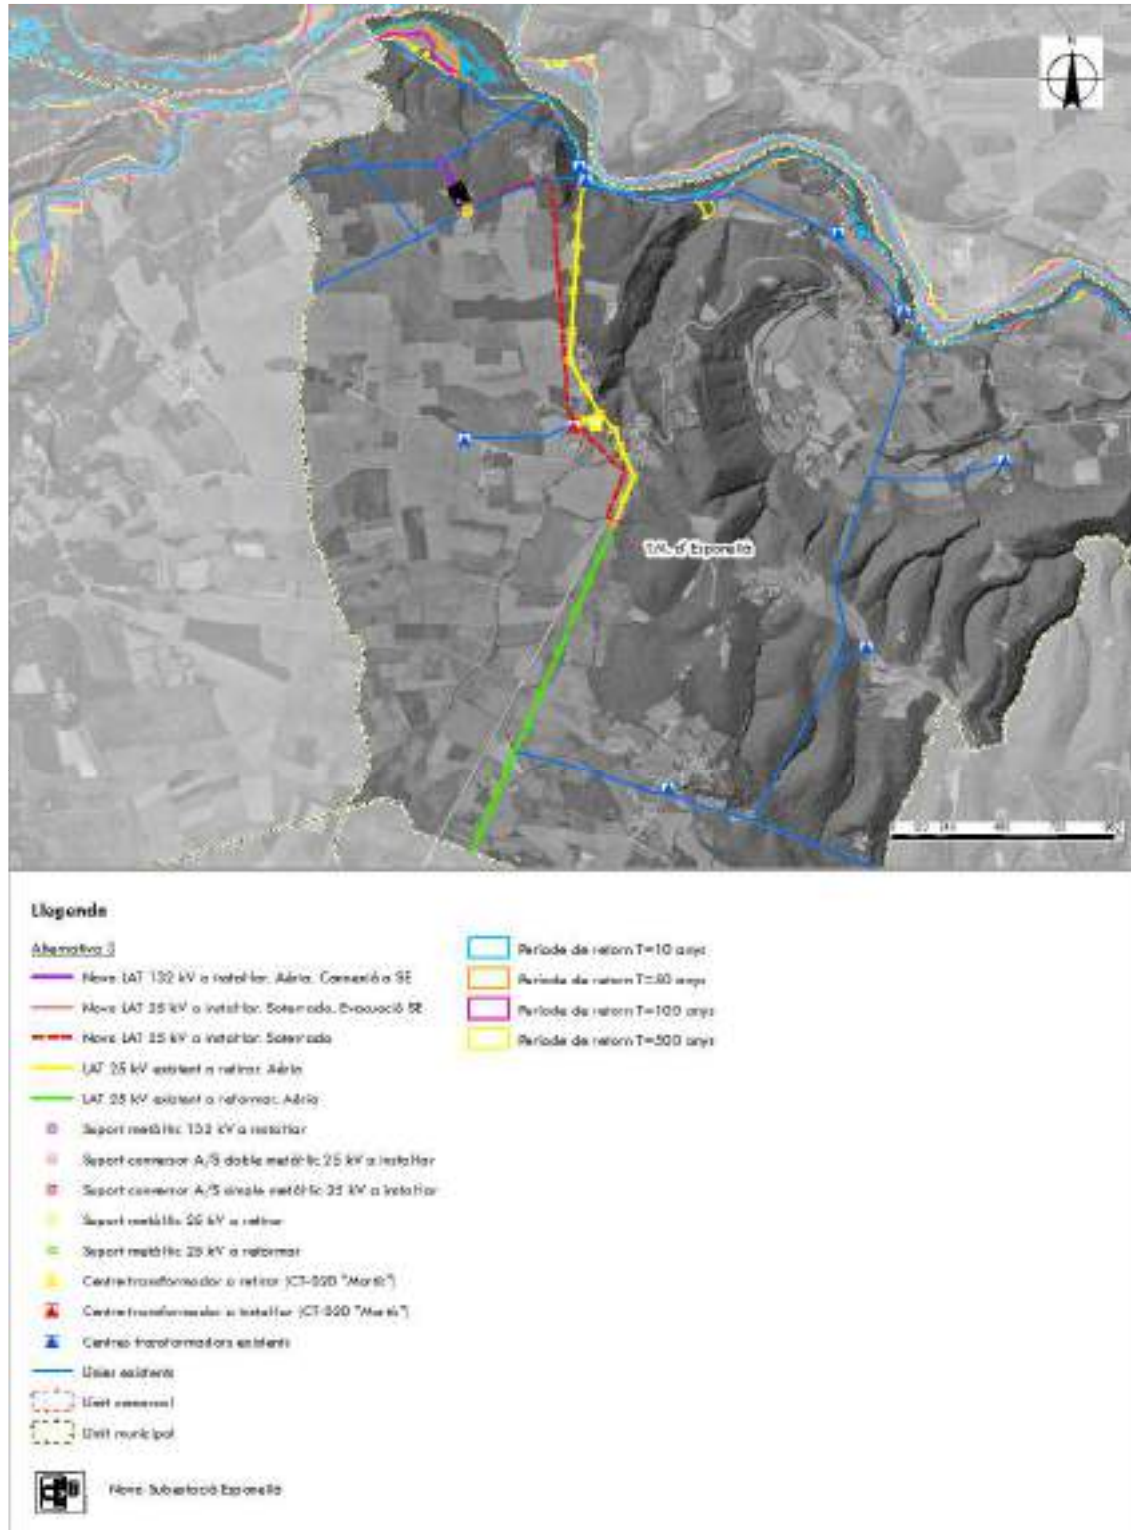 N
T.M. d'Esponellà
Llegenda
Alternativa 3
Nova LAT 132 kV a instal·lar. Aèria. Connexió a SE
Nova LAT 25 kV a instal·lar. Soterrada. Evacuació SE
Nova LAT 25 kV a instal·lar. Soterrada
LAT 25 kV existent a retirar. Aèria
LAT 25 kV existent a reformar. Aèria
Suport metàl·lic 132 kV a instal·lar
Suport conversor A/S doble metàl·lic 25 kV a instal·lar
Suport conversor A/S simple metàl·lic 25 kV a instal·lar
Suport metàl·lic 25 kV a retirar
Suport metàl·lic 25 kV a reformar
Centre transformador a retirar (CT-020
Centre transformador a instal·lar (CT-020
Centres transformadors existents
Línies existents
Límit comarcal
Límit municipal
Nova Subestació Esponellà
Període de retorn T=10 anys
Període de retorn T=50 anys
Període de retorn T=100 anys
Període de retorn T=500 anys